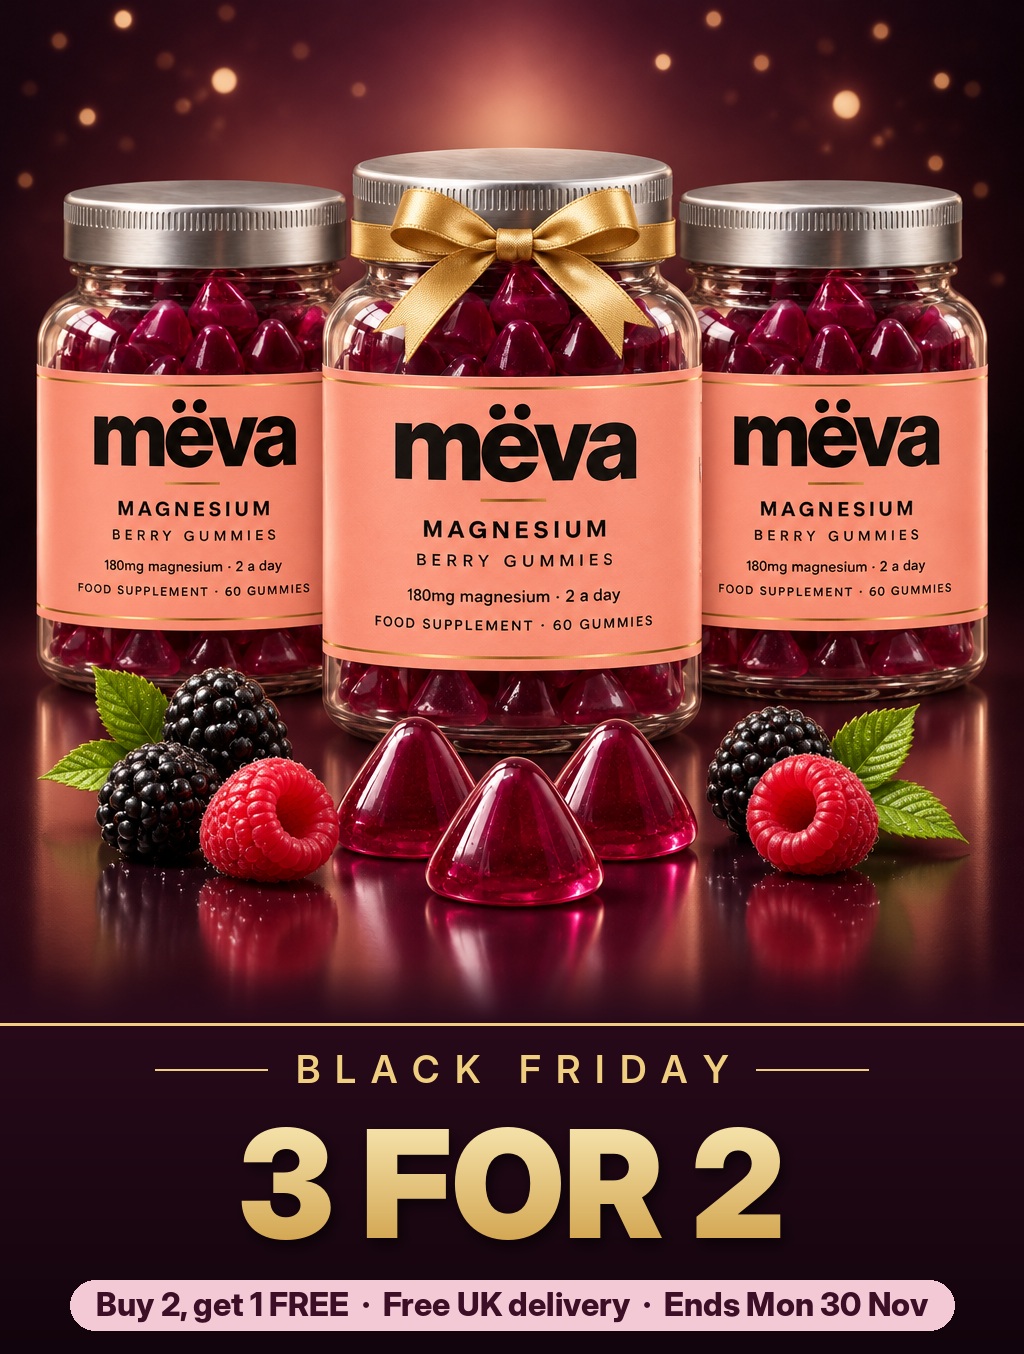 mëva
MAGNESIUM
BERRY GUMMIES
180mg magnesium · 2 a day
FOOD SUPPLEMENT · 60 GUMMIES
mëva
MAGNESIUM
BERRY GUMMIES
180mg magnesium · 2 a day
FOOD SUPPLEMENT · 60 GUMMIES
mëva
MAGNESIUM
BERRY GUMMIES
180mg magnesium · 2 a day
FOOD SUPPLEMENT · 60 GUMMIES
BLACK FRIDAY
3 FOR 2
Buy 2, get 1 FREE · Free UK delivery · Ends Mon 30 Nov